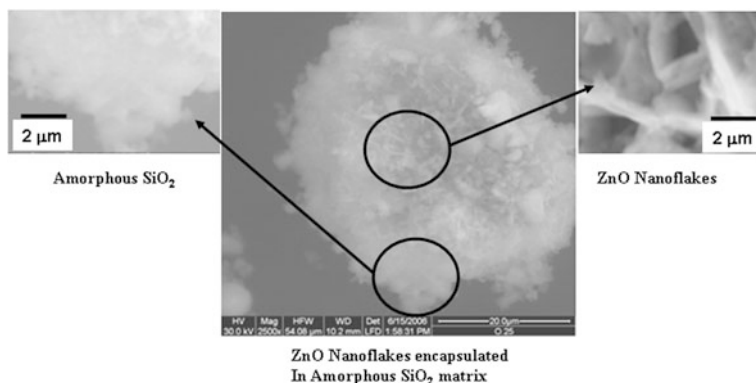 2 μm
2 μm
Amorphous SiO₂
ZnO Nanoflakes
HV Mag HFW WD Det 6/15/2006 20.0μm
30.0 kV 2500x 54.08 μm 10.2 mm LFD 1:58:31 PM O.25
ZnO Nanoflakes encapsulated
In Amorphous SiO₂ matrix